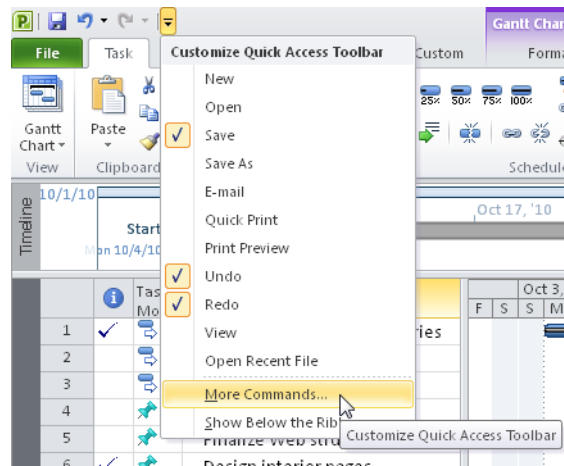 Gantt Char
File
Task
Custom
Forma
Customize Quick Access Toolbar
New
Open
Save
Save As
E-mail
Quick Print
Print Preview
Undo
Redo
View
Open Recent File
More Commands...
Show Below the Rib
Customize Quick Access Toolbar
Gantt
Chart
Paste
View
Clipboard
25% 50% 75% 100%
Schedule
Timeline
10/1/10
Start
Mon 10/4/10
Oct 17, '10
Tas
Mo
Oct 3,
F S S M
1
ries
2
3
4
5
Finalize Web stru
6
Design interior pages